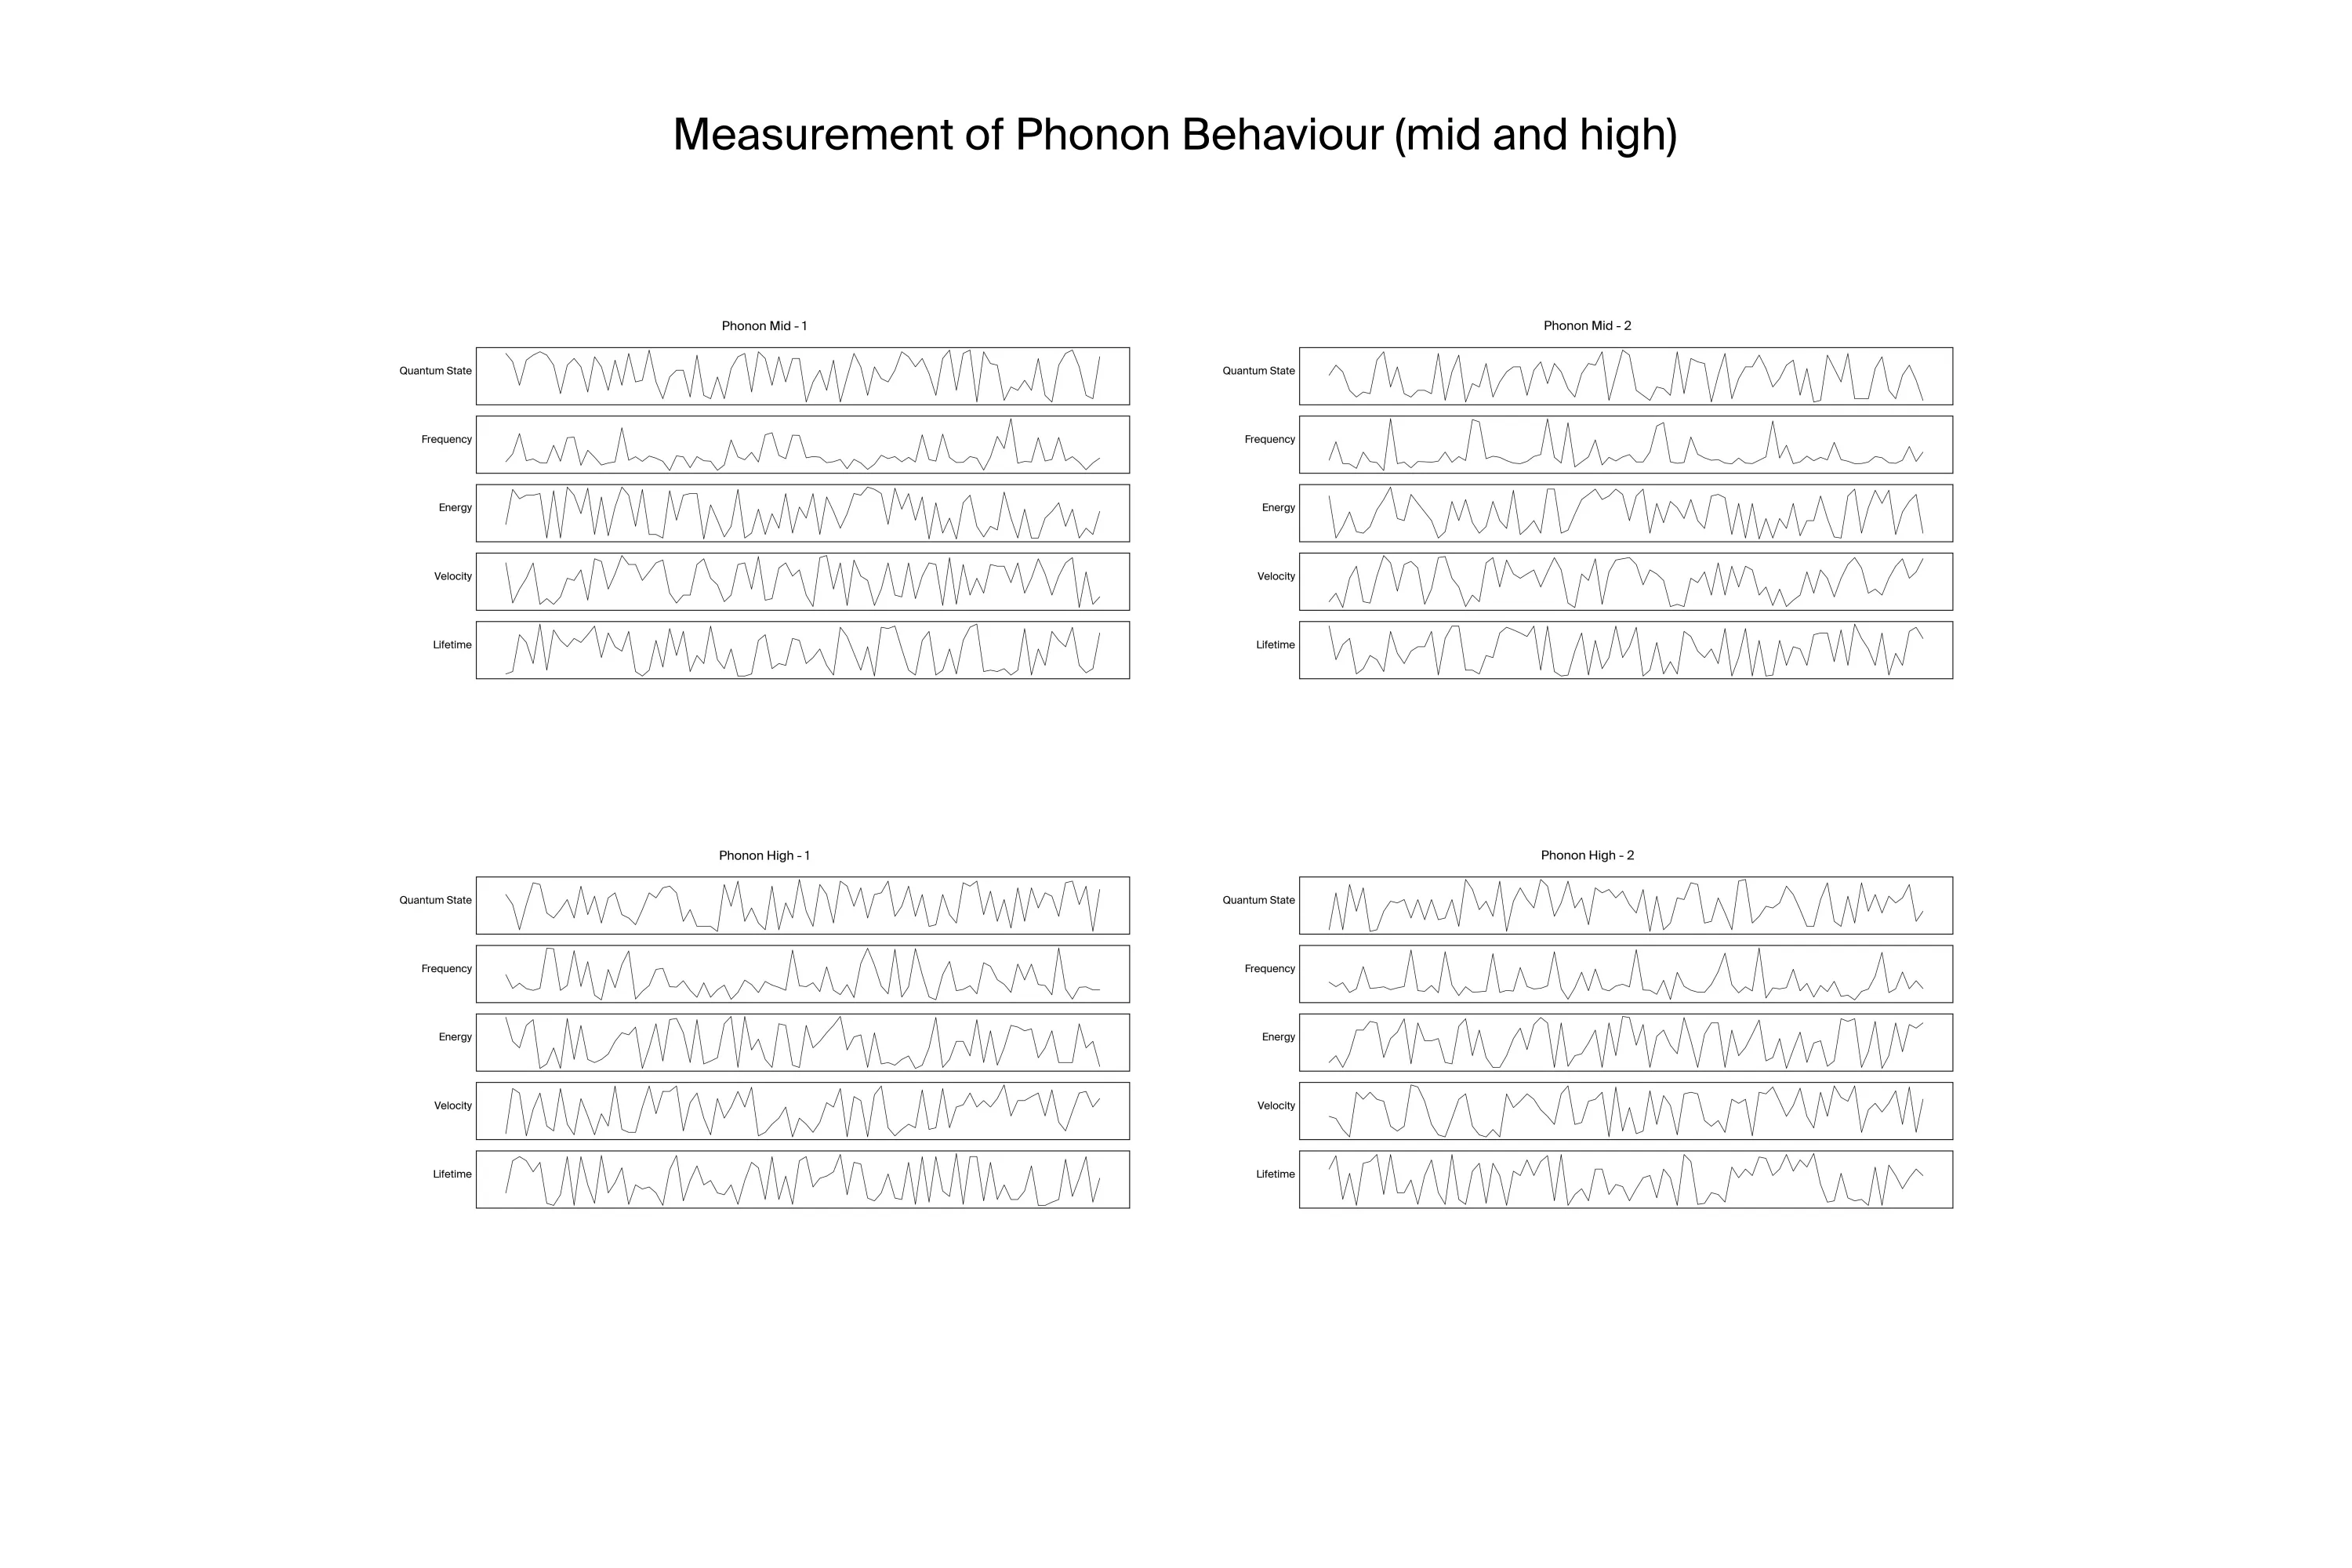 Measurement of Phonon Behaviour (mid and high)
Phonon Mid - 1
Quantum State
Frequency
Energy
Velocity
Lifetime
Phonon Mid - 2
Quantum State
Frequency
Energy
Velocity
Lifetime
Phonon High - 1
Quantum State
Frequency
Energy
Velocity
Lifetime
Phonon High - 2
Quantum State
Frequency
Energy
Velocity
Lifetime